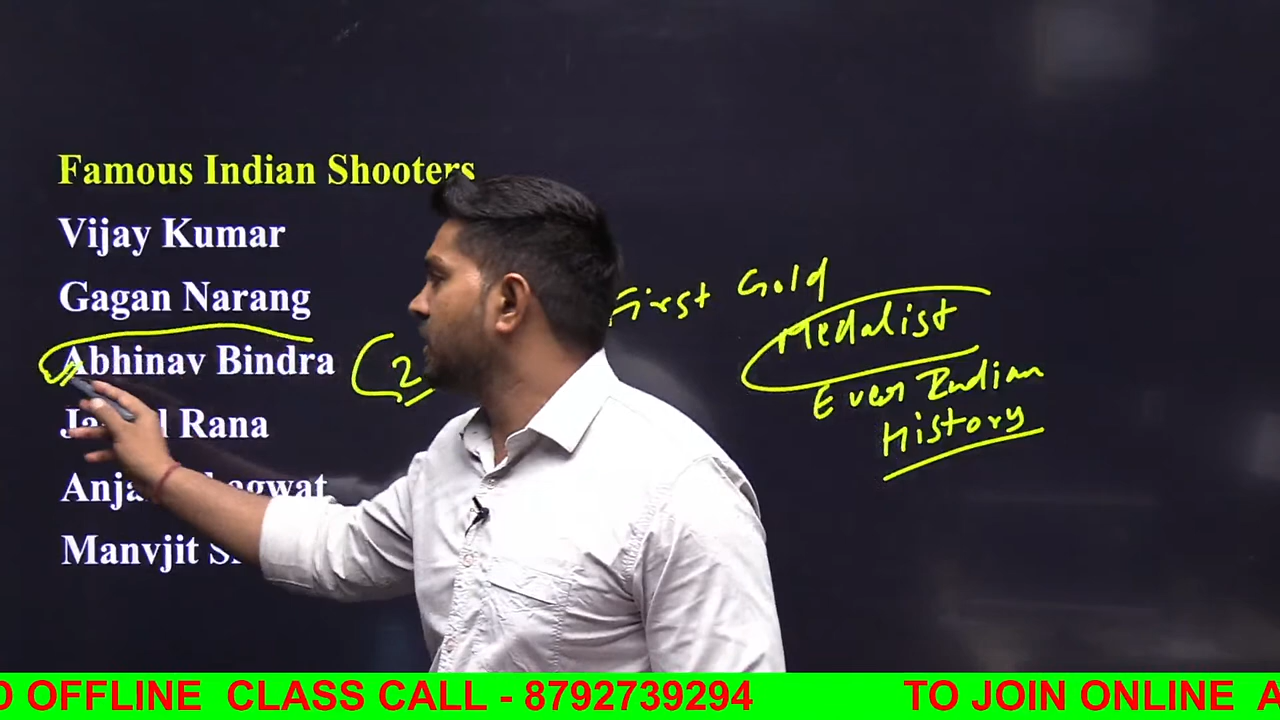 Famous Indian Shooters
Vijay Kumar
Gagan Narang
Abhinav Bindra
(2
Rana
Manvjit
First Gold
Medalist
Ever Indian
History
OFFLINE CLASS CALL - 8792739294 TO JOIN ONLINE